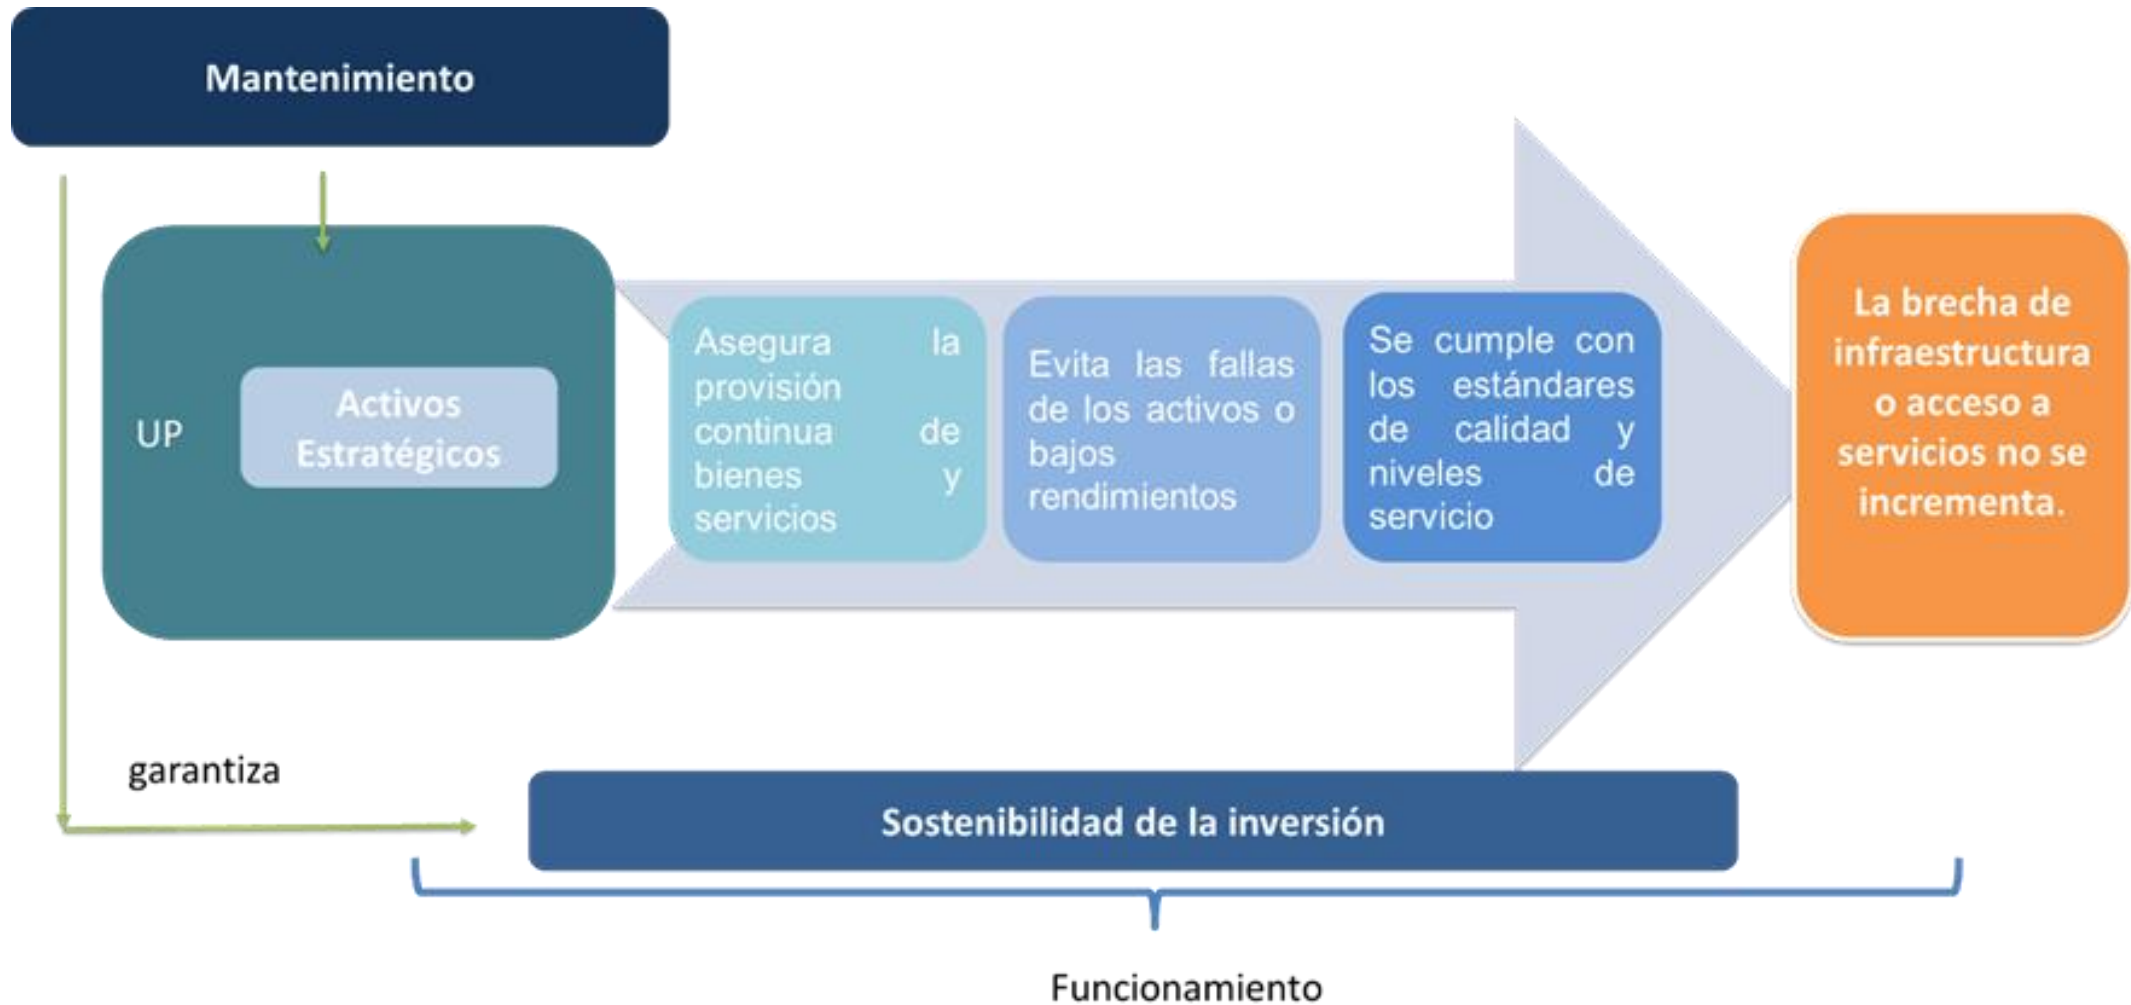 Mantenimiento
UP
Activos
Estratégicos
Asegura la
provisión
continua de
bienes y
servicios
Evita las fallas
de los activos o
bajos
rendimientos
Se cumple con
los estándares
de calidad y
niveles de
servicio
La brecha de
infraestructura
o acceso a
servicios no se
incrementa.
garantiza
Sostenibilidad de la inversión
Funcionamiento